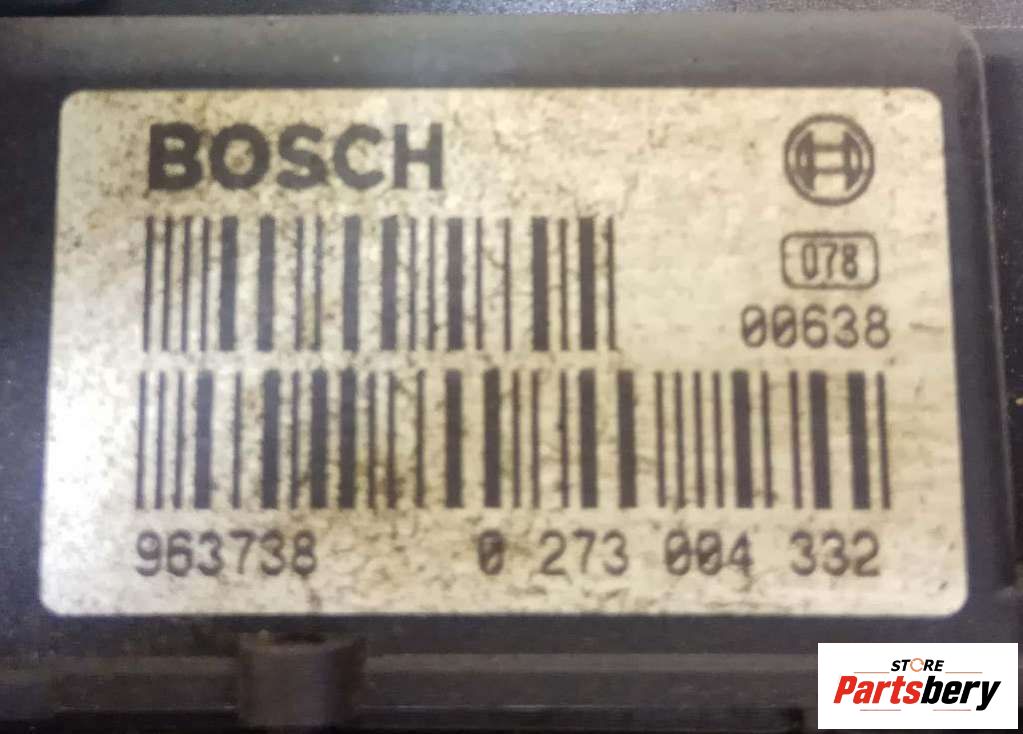 BOSCH
078
00638
963738 0 273 004 332
STORE
Partsbery